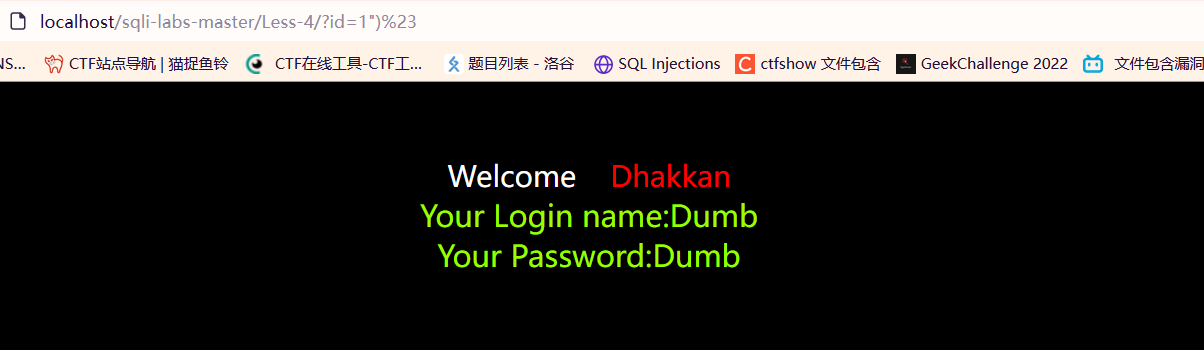 localhost/sqli-labs-master/Less-4/?id=1")%23
NS... CTF站点导航 | 猫捉鱼铃 CTF在线工具-CTF工... 题目列表 - 洛谷 SQL Injections ctfshow 文件包含 GeekChallenge 2022 文件包含漏洞
Welcome Dhakkan
Your Login name:Dumb
Your Password:Dumb